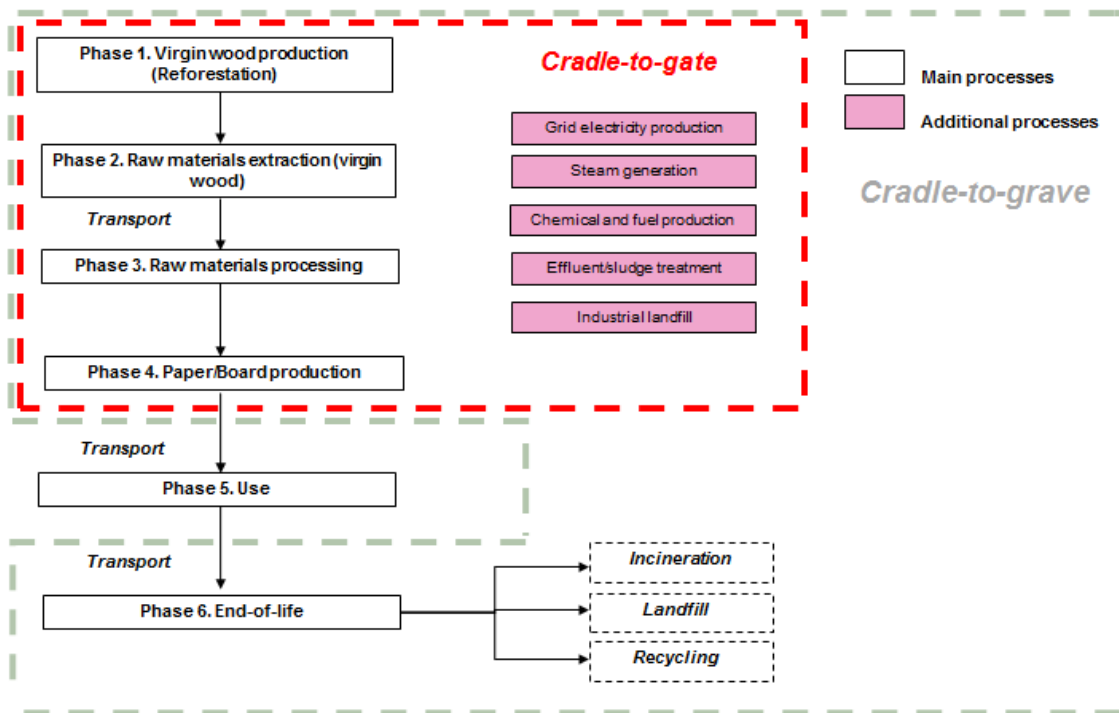 Phase 1. Virgin wood production
(Reforestation)
Cradle-to-gate
Main processes
Additional processes
Grid electricity production
Phase 2. Raw materials extraction (virgin
wood)
Steam generation
Cradle-to-grave
Transport
Chemical and fuel production
Phase 3. Raw materials processing
Effluent/sludge treatment
Industrial landfill
Phase 4. Paper/Board production
Transport
Phase 5. Use
Transport
Incineration
Phase 6. End-of-life
Landfill
Recycling